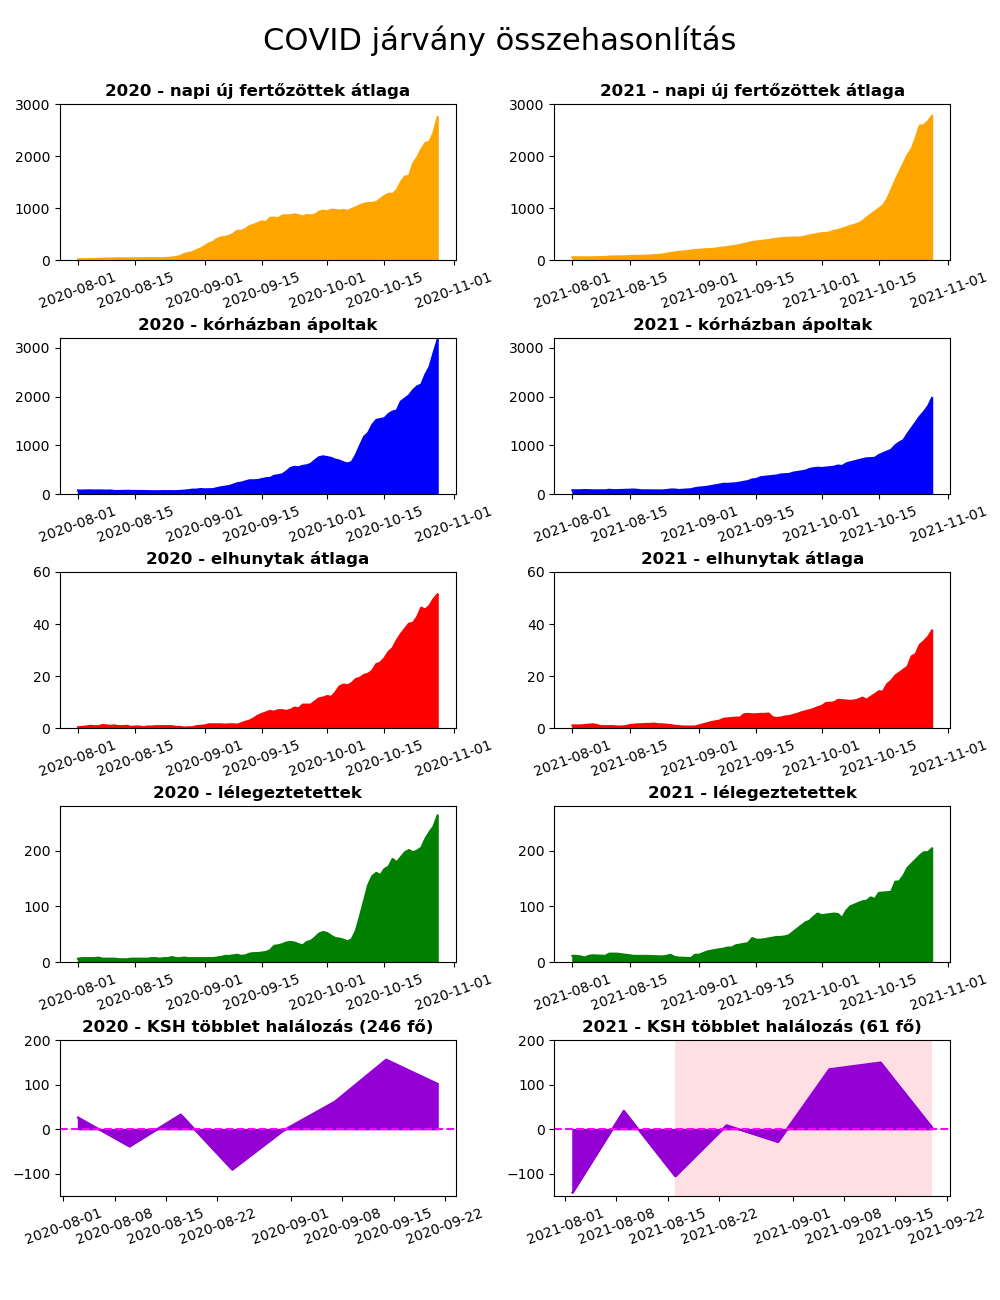 COVID járvány összehasonlítás
2020 - napi új fertőzöttek átlaga
3000
2000
1000
0
2020-08-01 2020-08-15 2020-09-01 2020-09-15 2020-10-01 2020-10-15 2020-11-01
2021 - napi új fertőzöttek átlaga
3000
2000
1000
0
2021-08-01 2021-08-15 2021-09-01 2021-09-15 2021-10-01 2021-10-15 2021-11-01
2020 - kórházban ápoltak
3000
2000
1000
0
2020-08-01 2020-08-15 2020-09-01 2020-09-15 2020-10-01 2020-10-15 2020-11-01
2021 - kórházban ápoltak
3000
2000
1000
0
2021-08-01 2021-08-15 2021-09-01 2021-09-15 2021-10-01 2021-10-15 2021-11-01
2020 - elhunytak átlaga
60
40
20
0
2020-08-01 2020-08-15 2020-09-01 2020-09-15 2020-10-01 2020-10-15 2020-11-01
2021 - elhunytak átlaga
60
40
20
0
2021-08-01 2021-08-15 2021-09-01 2021-09-15 2021-10-01 2021-10-15 2021-11-01
2020 - lélegeztetettek
200
100
0
2020-08-01 2020-08-15 2020-09-01 2020-09-15 2020-10-01 2020-10-15 2020-11-01
2021 - lélegeztetettek
200
100
0
2021-08-01 2021-08-15 2021-09-01 2021-09-15 2021-10-01 2021-10-15 2021-11-01
2020 - KSH többlet halálozás (246 fő)
200
100
0
−100
2020-08-01 2020-08-08 2020-08-15 2020-08-22 2020-09-01 2020-09-08 2020-09-15 2020-09-22
2021 - KSH többlet halálozás (61 fő)
200
100
0
−100
2021-08-01 2021-08-08 2021-08-15 2021-08-22 2021-09-01 2021-09-08 2021-09-15 2021-09-22